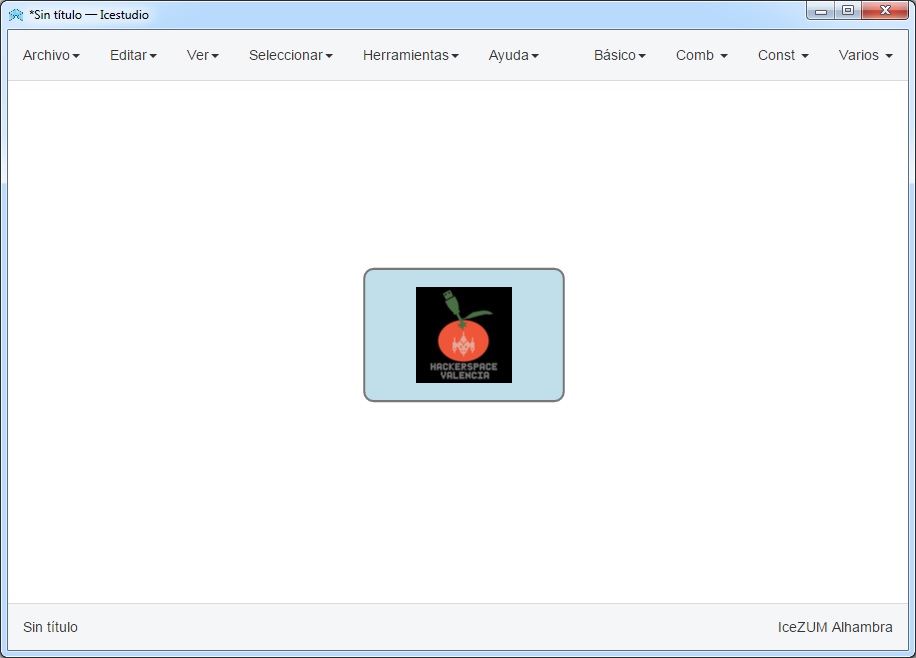 *Sin título — Icestudio
Archivo Editar Ver Seleccionar Herramientas Ayuda Básico Comb Const Varios
HACKERSPACE
VALENCIA
Sin título IceZUM Alhambra